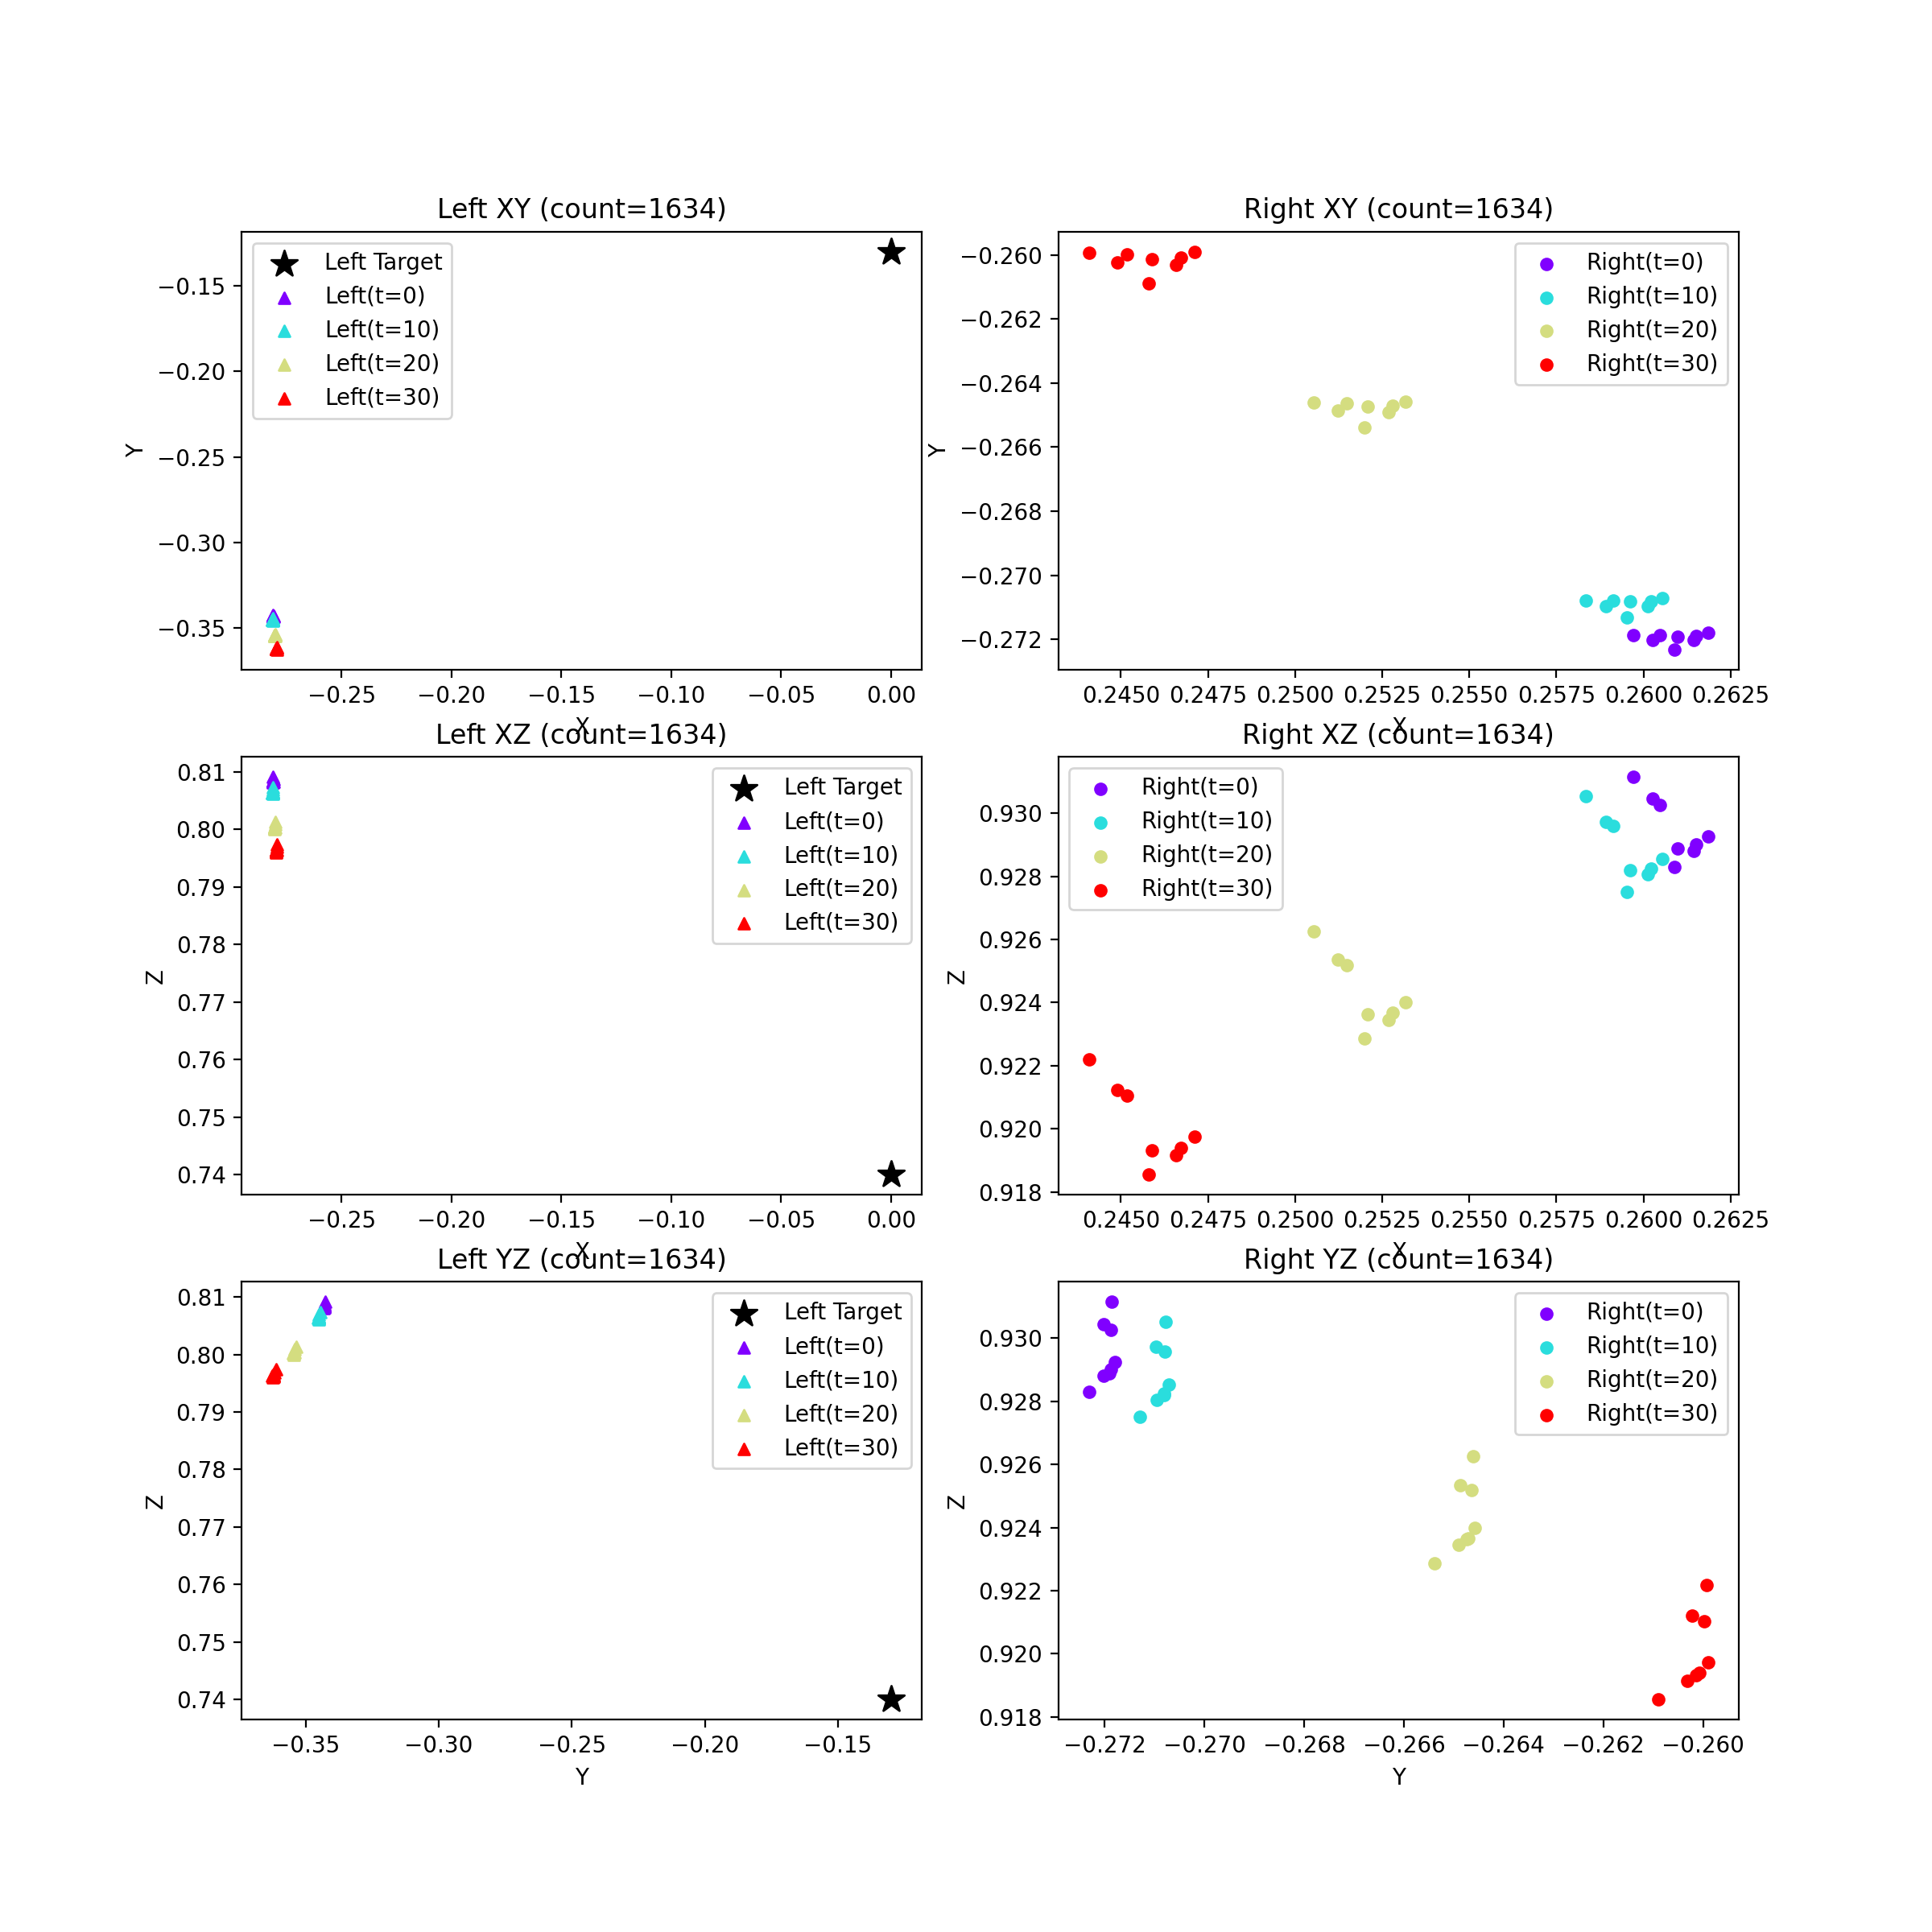 Left XY (count=1634)
Left Target
Left(t=0)
Left(t=10)
Left(t=20)
Left(t=30)
−0.15
−0.20
−0.25
−0.30
−0.35
Y
−0.25 −0.20 −0.15 −0.10 −0.05 0.00
X
Right XY (count=1634)
Right(t=0)
Right(t=10)
Right(t=20)
Right(t=30)
−0.260
−0.262
−0.264
−0.266
−0.268
−0.270
−0.272
Y
0.2450 0.2475 0.2500 0.2525 0.2550 0.2575 0.2600 0.2625
X
Left XZ (count=1634)
Left Target
Left(t=0)
Left(t=10)
Left(t=20)
Left(t=30)
0.81
0.80
0.79
0.78
0.77
0.76
0.75
0.74
Z
−0.25 −0.20 −0.15 −0.10 −0.05 0.00
X
Right XZ (count=1634)
Right(t=0)
Right(t=10)
Right(t=20)
Right(t=30)
0.930
0.928
0.926
0.924
0.922
0.920
0.918
Z
0.2450 0.2475 0.2500 0.2525 0.2550 0.2575 0.2600 0.2625
X
Left YZ (count=1634)
Left Target
Left(t=0)
Left(t=10)
Left(t=20)
Left(t=30)
0.81
0.80
0.79
0.78
0.77
0.76
0.75
0.74
Z
−0.35 −0.30 −0.25 −0.20 −0.15
Y
Right YZ (count=1634)
Right(t=0)
Right(t=10)
Right(t=20)
Right(t=30)
0.930
0.928
0.926
0.924
0.922
0.920
0.918
Z
−0.272 −0.270 −0.268 −0.266 −0.264 −0.262 −0.260
Y